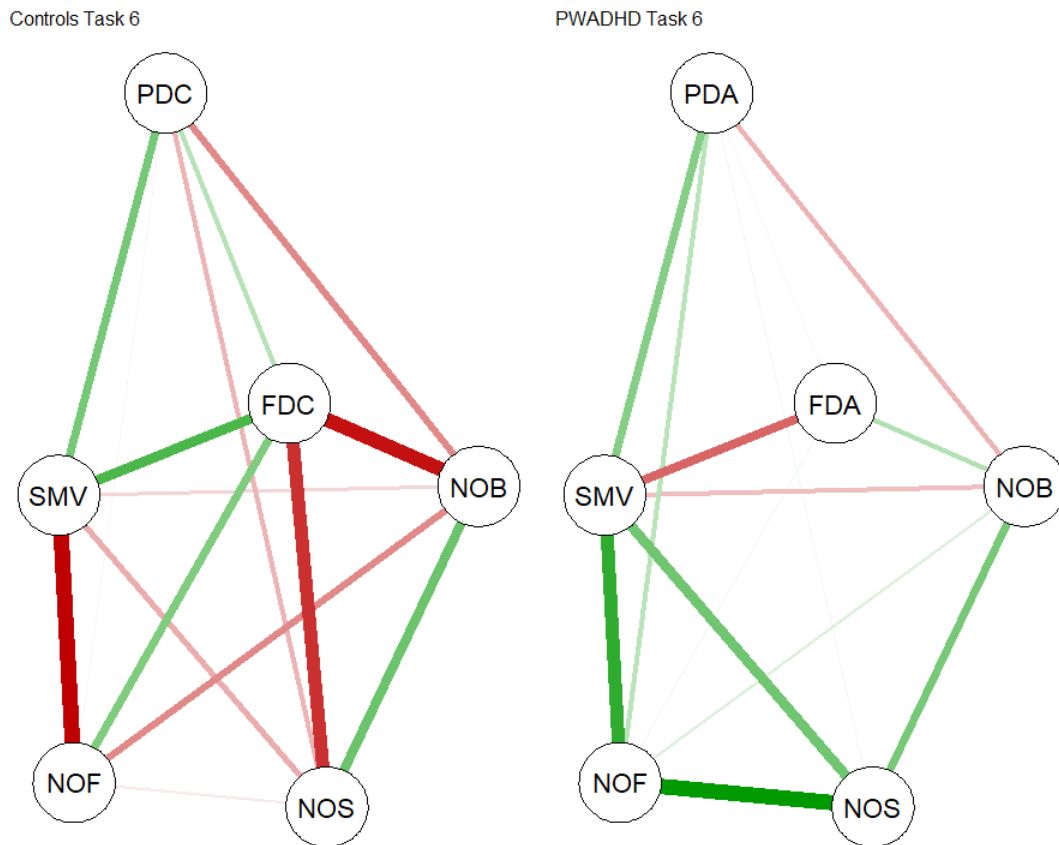 Controls Task 6
PDC
FDC
SMV
NOB
NOF
NOS
PWADHD Task 6
PDA
FDA
SMV
NOB
NOF
NOS